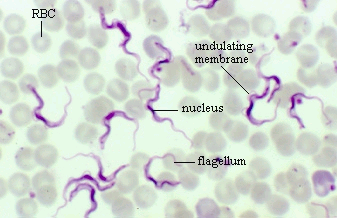 RBC
undulating
membrane
nucleus
flagellum